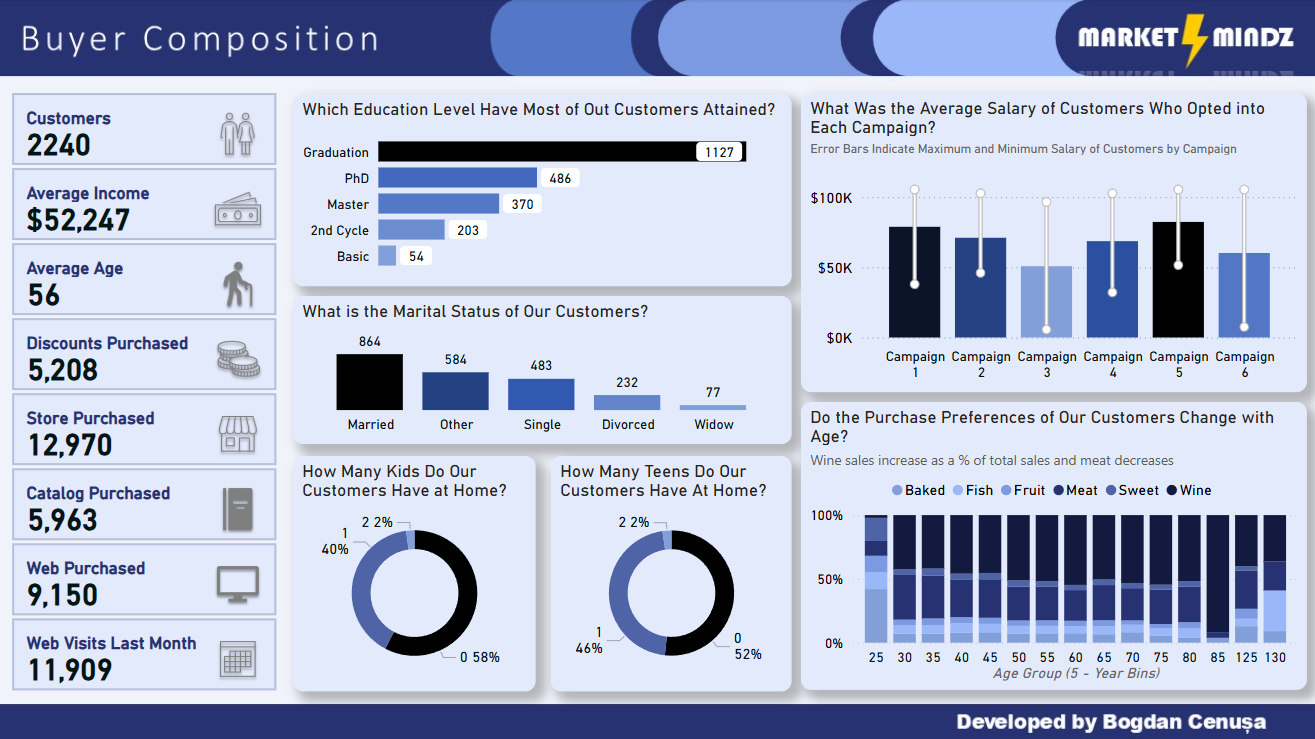 Buyer Composition
MARKET MINDZ
Customers
2240
Average Income
$52,247
Average Age
56
Discounts Purchased
5,208
Store Purchased
12,970
Catalog Purchased
5,963
Web Purchased
9,150
Web Visits Last Month
11,909
Which Education Level Have Most of Out Customers Attained?
Graduation 1127
PhD 486
Master 370
2nd Cycle 203
Basic 54
What is the Marital Status of Our Customers?
864 584 483 232 77
Married Other Single Divorced Widow
How Many Kids Do Our
Customers Have at Home?
2 2%
1
40%
0 58%
How Many Teens Do Our
Customers Have At Home?
2 2%
1
46%
0
52%
What Was the Average Salary of Customers Who Opted into
Each Campaign?
Error Bars Indicate Maximum and Minimum Salary of Customers by Campaign
$100K
$50K
$0K
Campaign Campaign Campaign Campaign Campaign Campaign
1 2 3 4 5 6
Do the Purchase Preferences of Our Customers Change with
Age?
Wine sales increase as a % of total sales and meat decreases
Baked Fish Fruit Meat Sweet Wine
100%
50%
0%
25 30 35 40 45 50 55 60 65 70 75 80 85 125 130
Age Group (5 - Year Bins)
Developed by Bogdan Cenușa